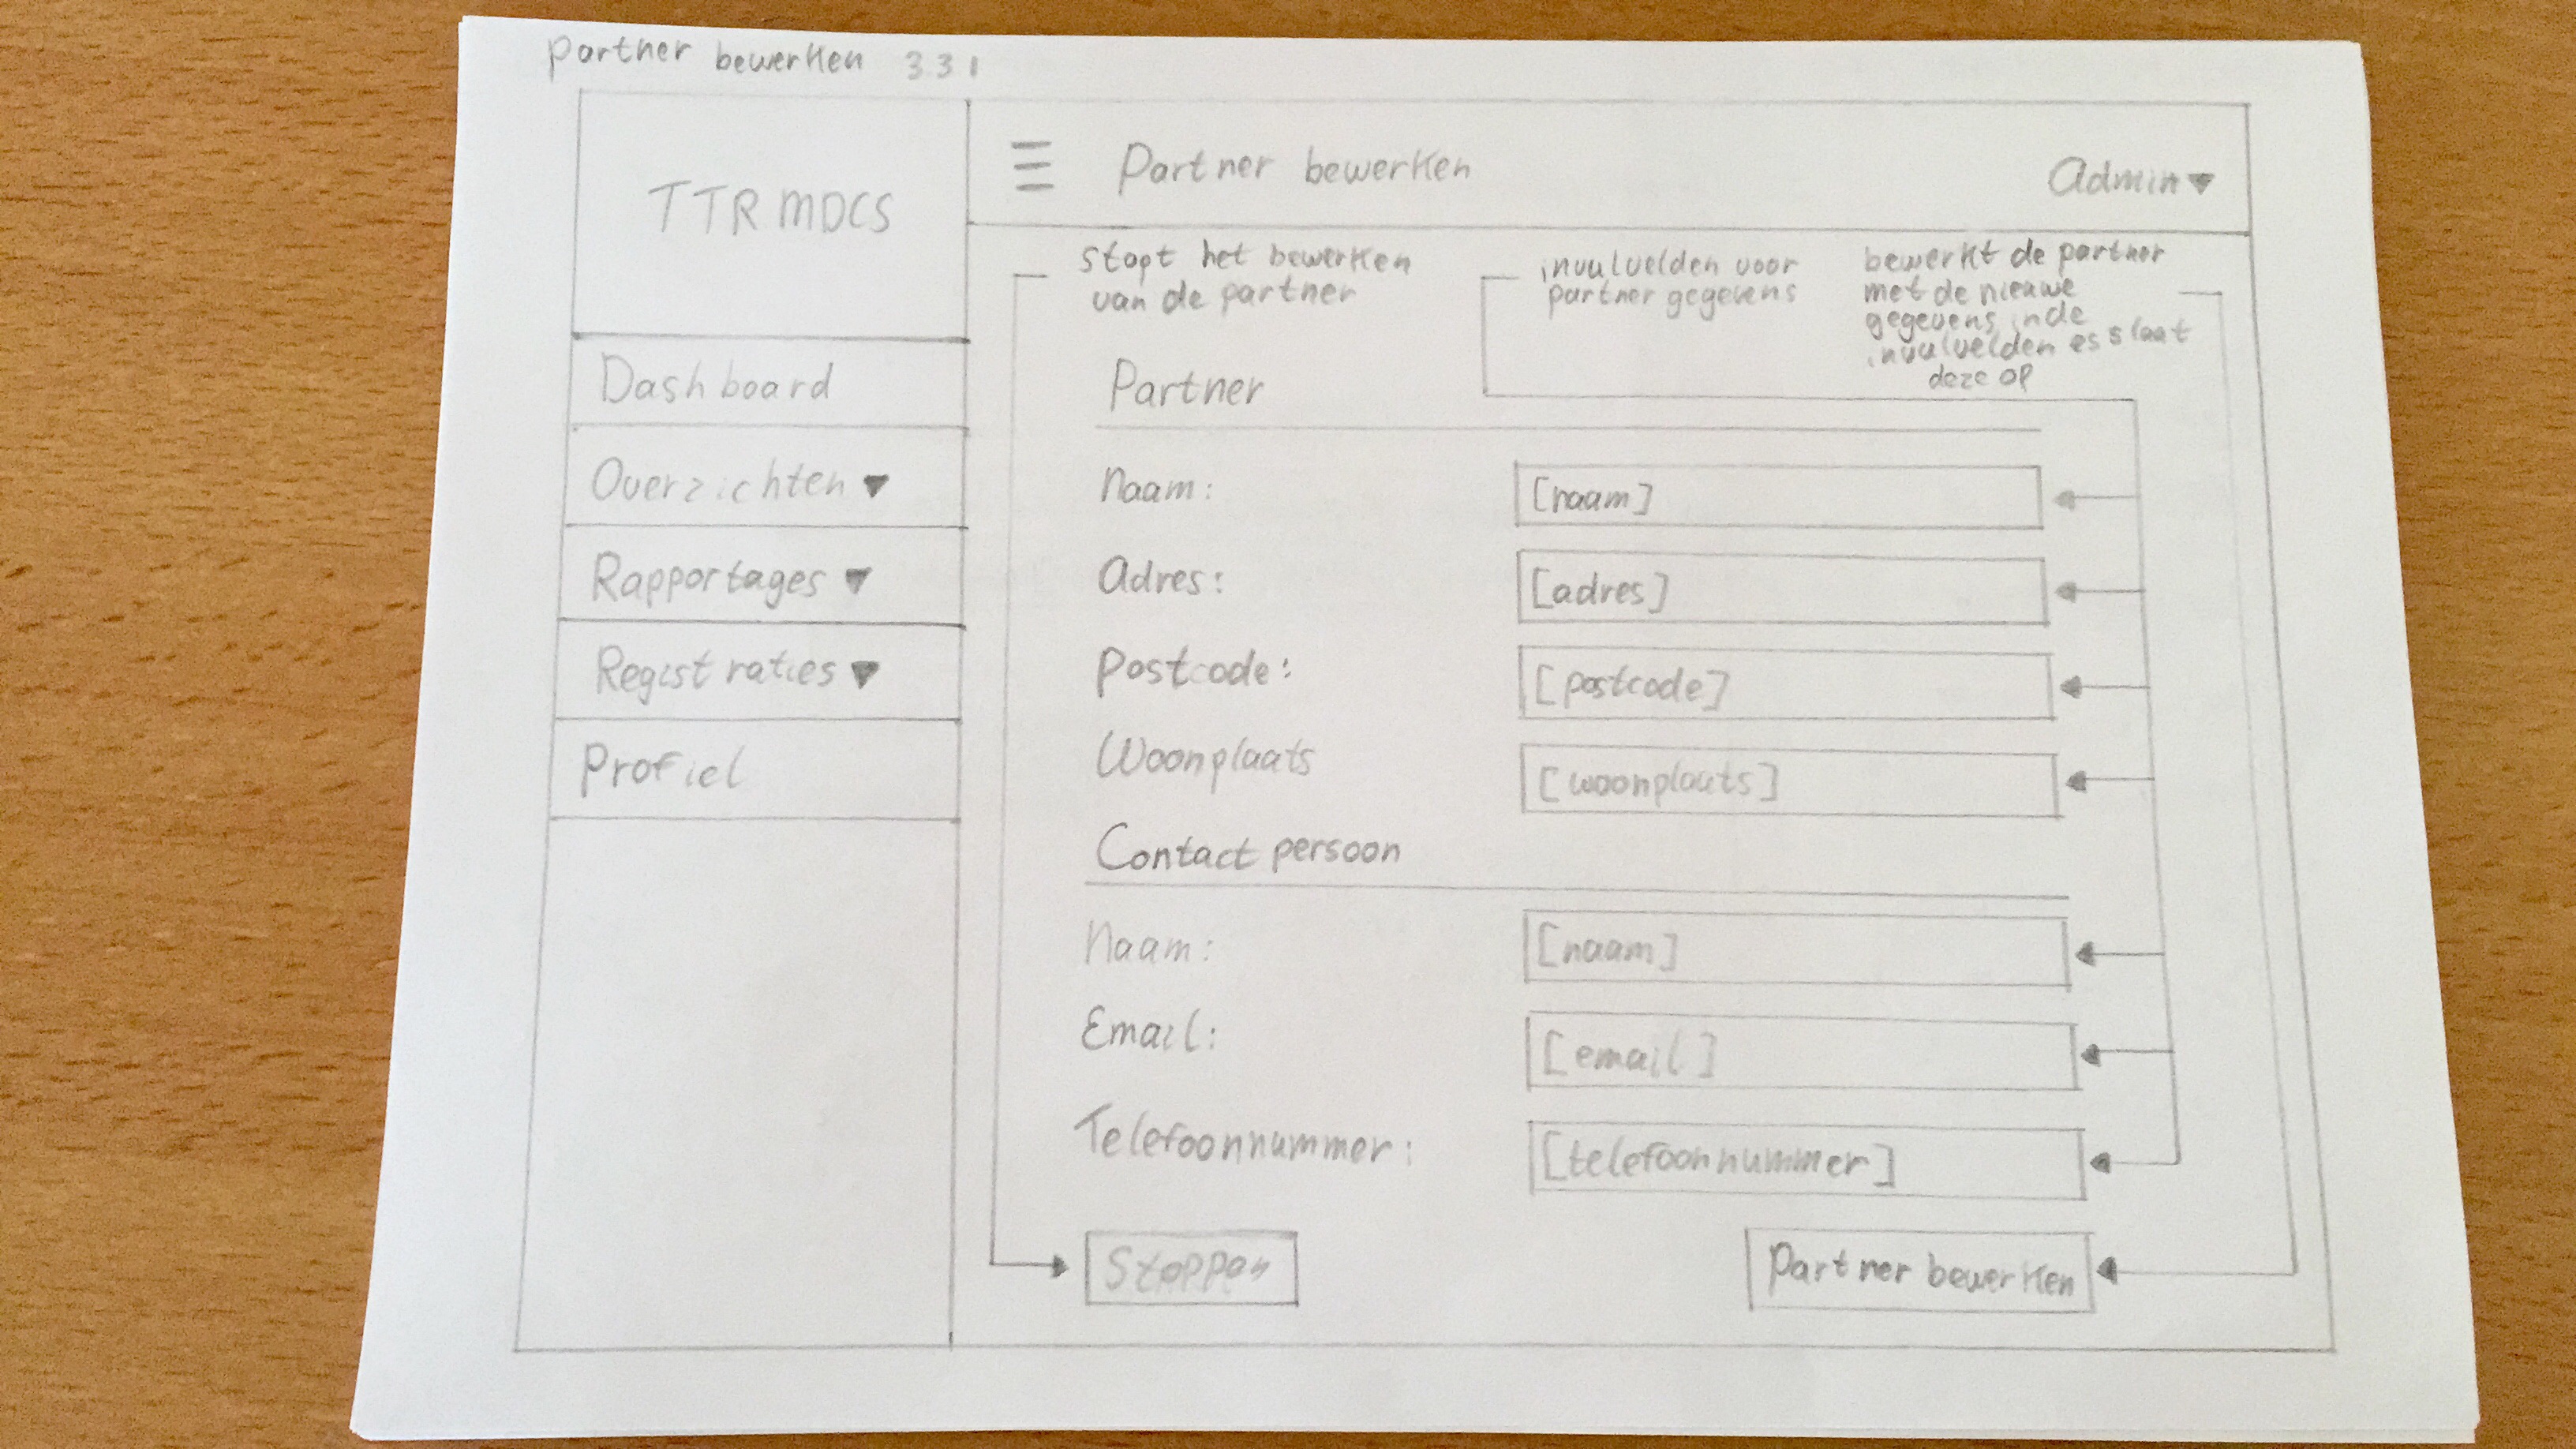 Partner bewerken 3.3.1
TTR MDCS
Partner bewerken
Admin
Dashboard
Overzichten
Rapportages
Registraties
Profiel
Stopt het bewerken
van de partner
invulvelden voor
partner gegevens
bewerkt de partner
met de nieuwe
gegevens in de
invulvelden es slaat
deze op
Partner
Naam:
[naam]
Adres:
[adres]
Postcode:
[postcode]
Woonplaats
[woonplaats]
Contact persoon
Naam:
[naam]
Email:
[email]
Telefoonnummer:
[telefoonnummer]
Stoppen
Partner bewerken